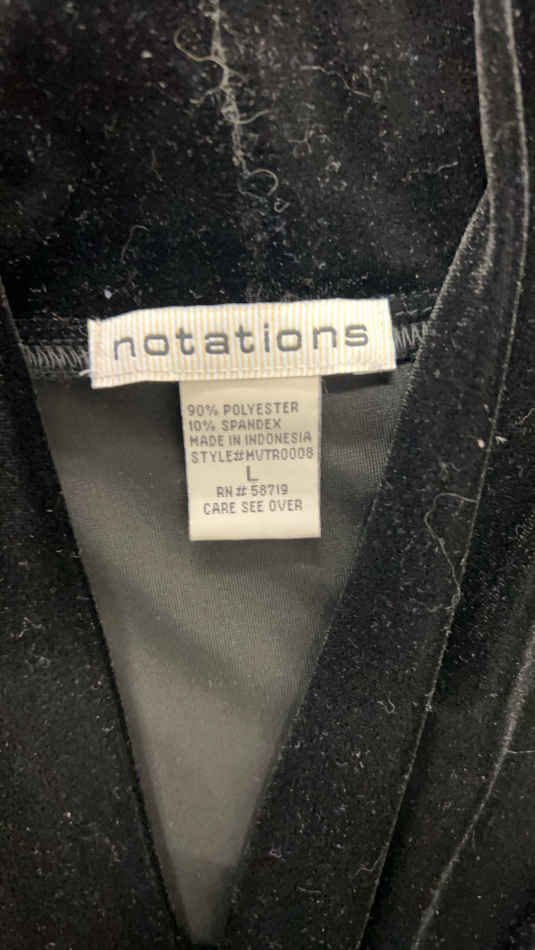 notations
90% POLYESTER
10% SPANDEX
MADE IN INDONESIA
STYLE#MVTR0008
L
RN# 58719
CARE SEE OVER